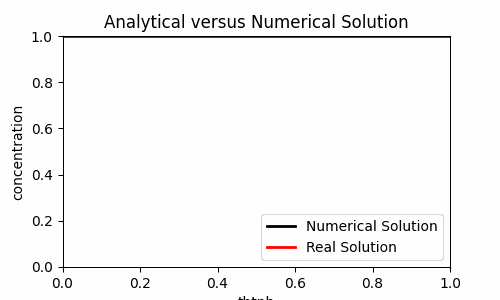 Analytical versus Numerical Solution
1.0
0.8
0.6
0.4
0.2
0.0
concentration
Numerical Solution
Real Solution
0.0 0.2 0.4 0.6 0.8 1.0